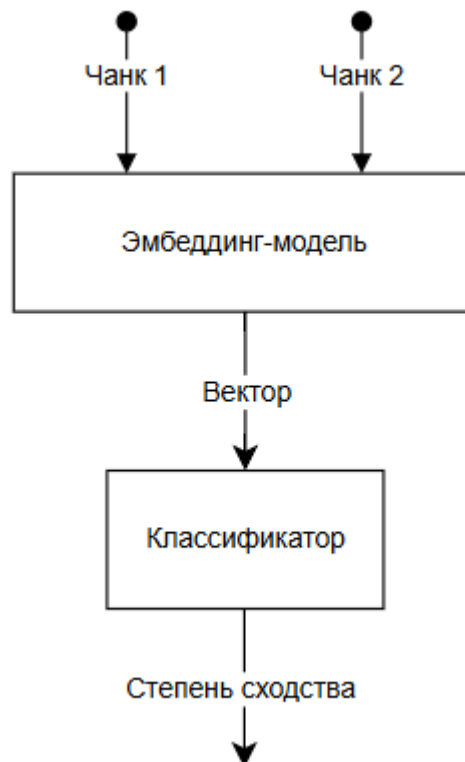 Чанк 1
Чанк 2
Эмбеддинг-модель
Вектор
Классификатор
Степень сходства